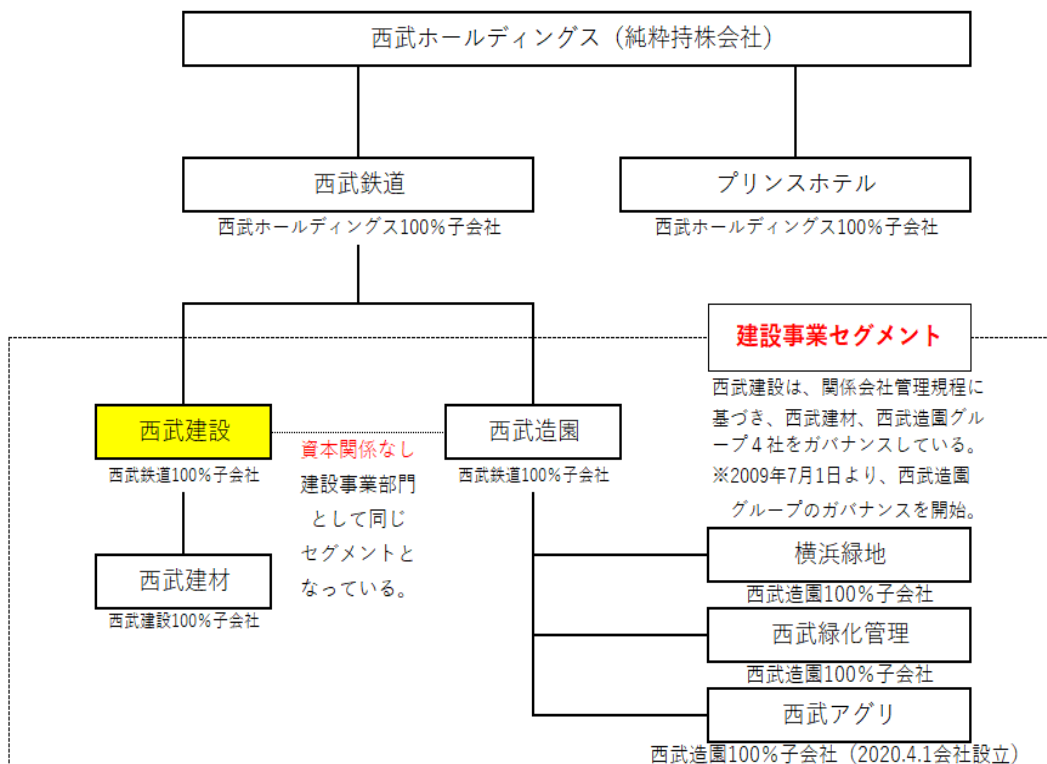 西武ホールディングス（純粋持株会社）
西武鉄道
西武ホールディングス100％子会社
プリンスホテル
西武ホールディングス100％子会社
建設事業セグメント
西武建設は、関係会社管理規程に
基づき、西武建材、西武造園グルー
プ４社をガバナンスしている。
※2009年7月1日より、西武造園
グループのガバナンスを開始。
西武建設
西武鉄道100％子会社
資本関係なし
建設事業部門
として同じ
セグメントと
なっている。
西武造園
西武鉄道100％子会社
西武建材
西武建設100％子会社
横浜緑地
西武造園100％子会社
西武緑化管理
西武造園100％子会社
西武アグリ
西武造園100％子会社（2020.4.1会社設立）